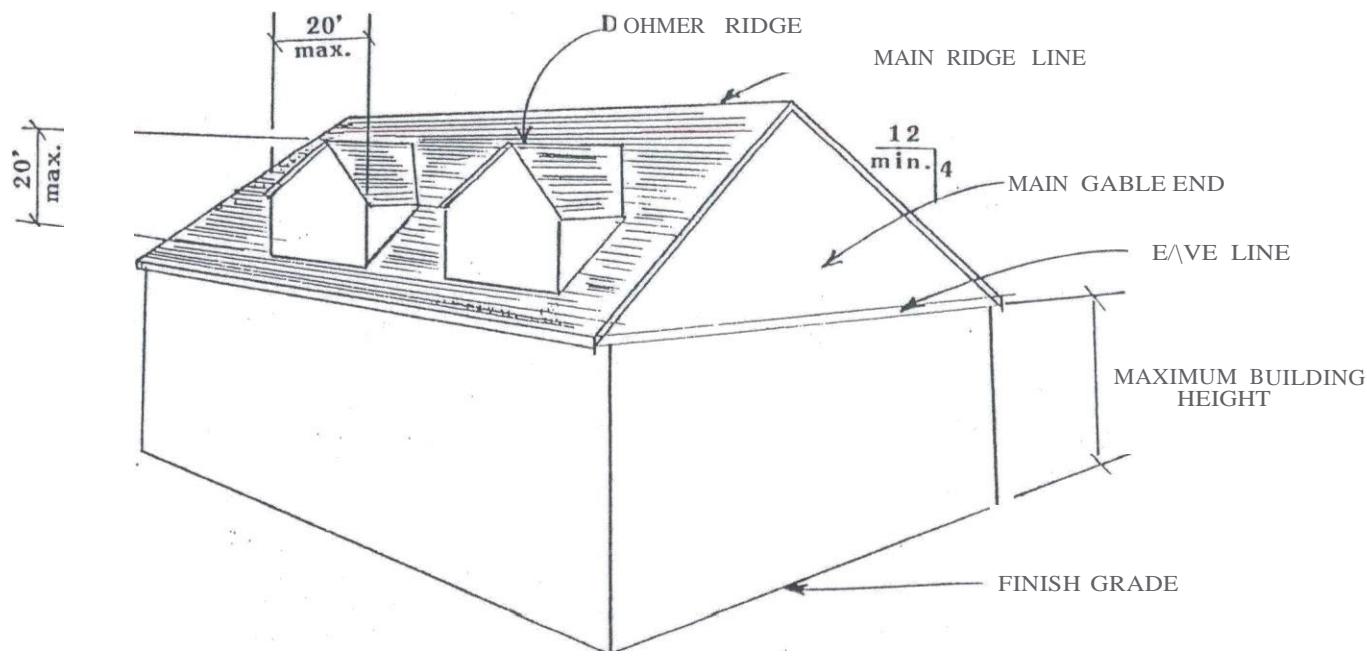 20'
max.
D OHMER RIDGE
MAIN RIDGE LINE
20'
max.
12
min.
4
MAIN GABLE END
E/\VE LINE
MAXIMUM BUILDING
HEIGHT
FINISH GRADE